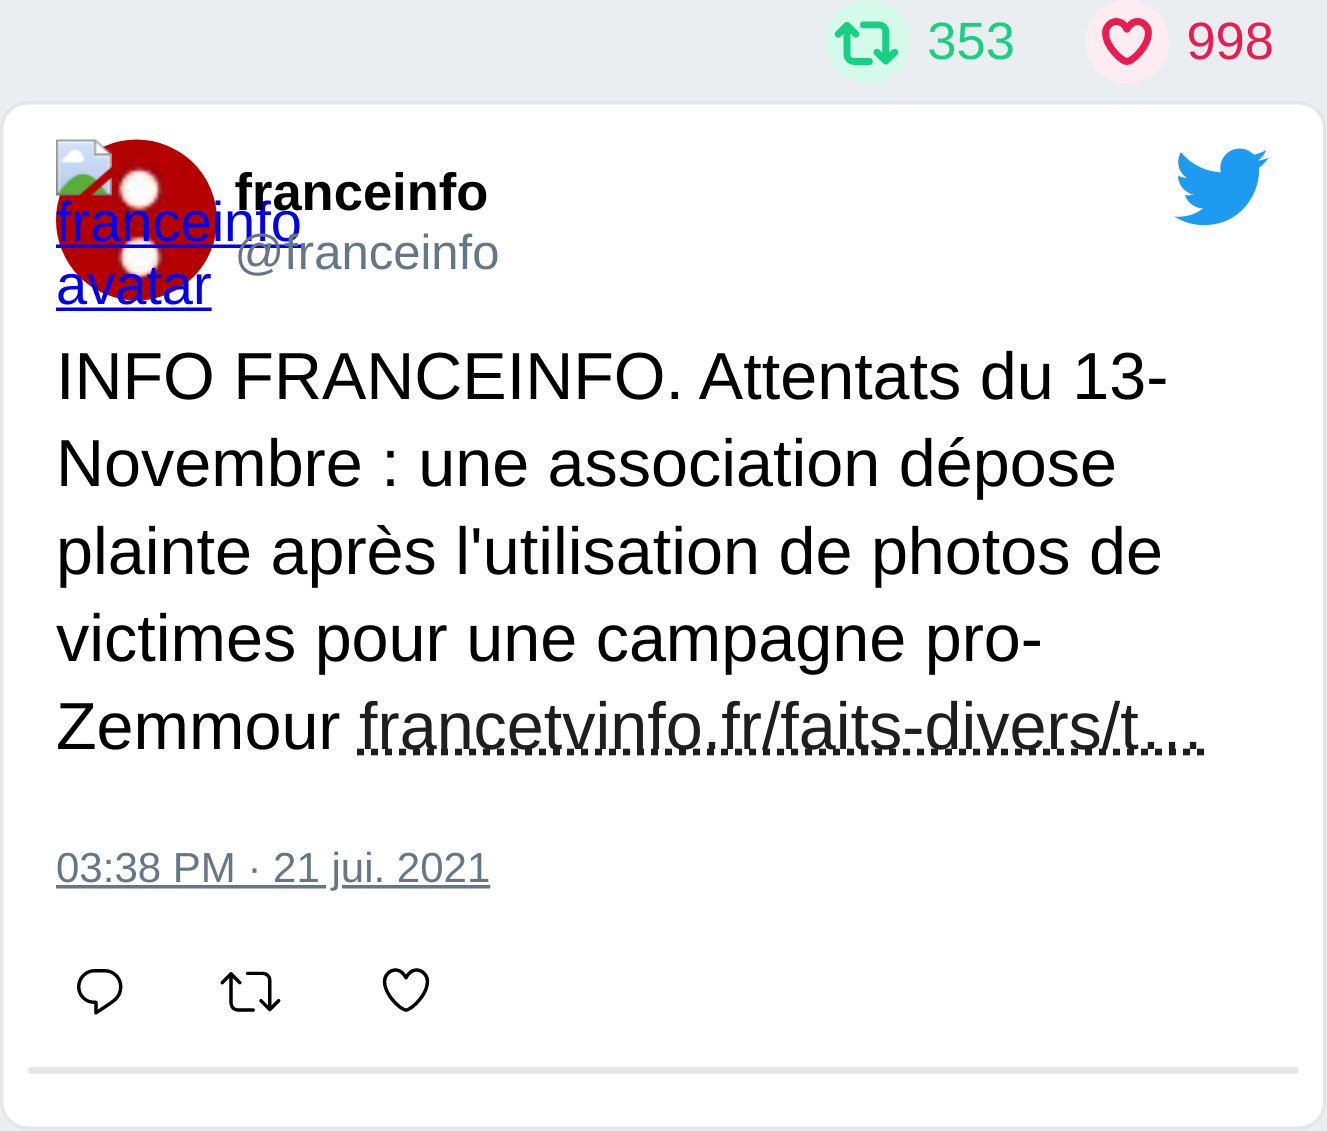 353 998
franceinfo
franceinfo
@franceinfo
avatar
INFO FRANCEINFO. Attentats du 13-
Novembre : une association dépose
plainte après l'utilisation de photos de
victimes pour une campagne pro-
Zemmour francetvinfo.fr/faits-divers/t…
03:38 PM · 21 jui. 2021